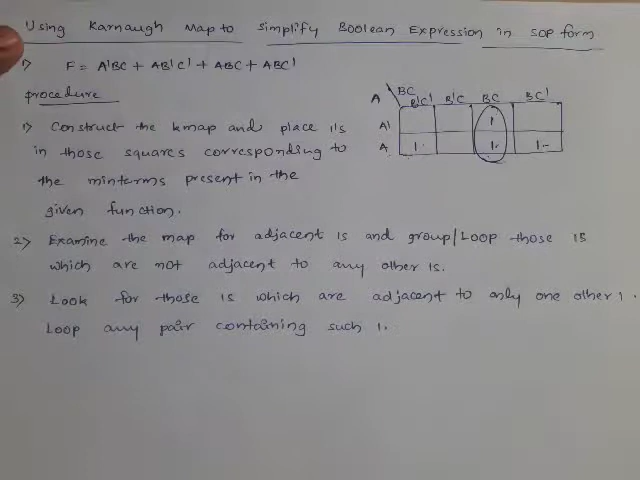 Using Karnaugh Map to simplify Boolean Expression in SOP form
1) F = A'BC + AB'C' + ABC + ABC'
procedure
1) Construct the kmap and place 1's
in those squares corresponding to
the minterms present in the
given function.
A \ BC
B'C' B'C BC BC'
A' 1
A 1 1 1
2) Examine the map for adjacent 1s and group/Loop those 1s
which are not adjacent to any other 1s.
3) Look for those 1s which are adjacent to only one other 1.
Loop any pair containing such 1.